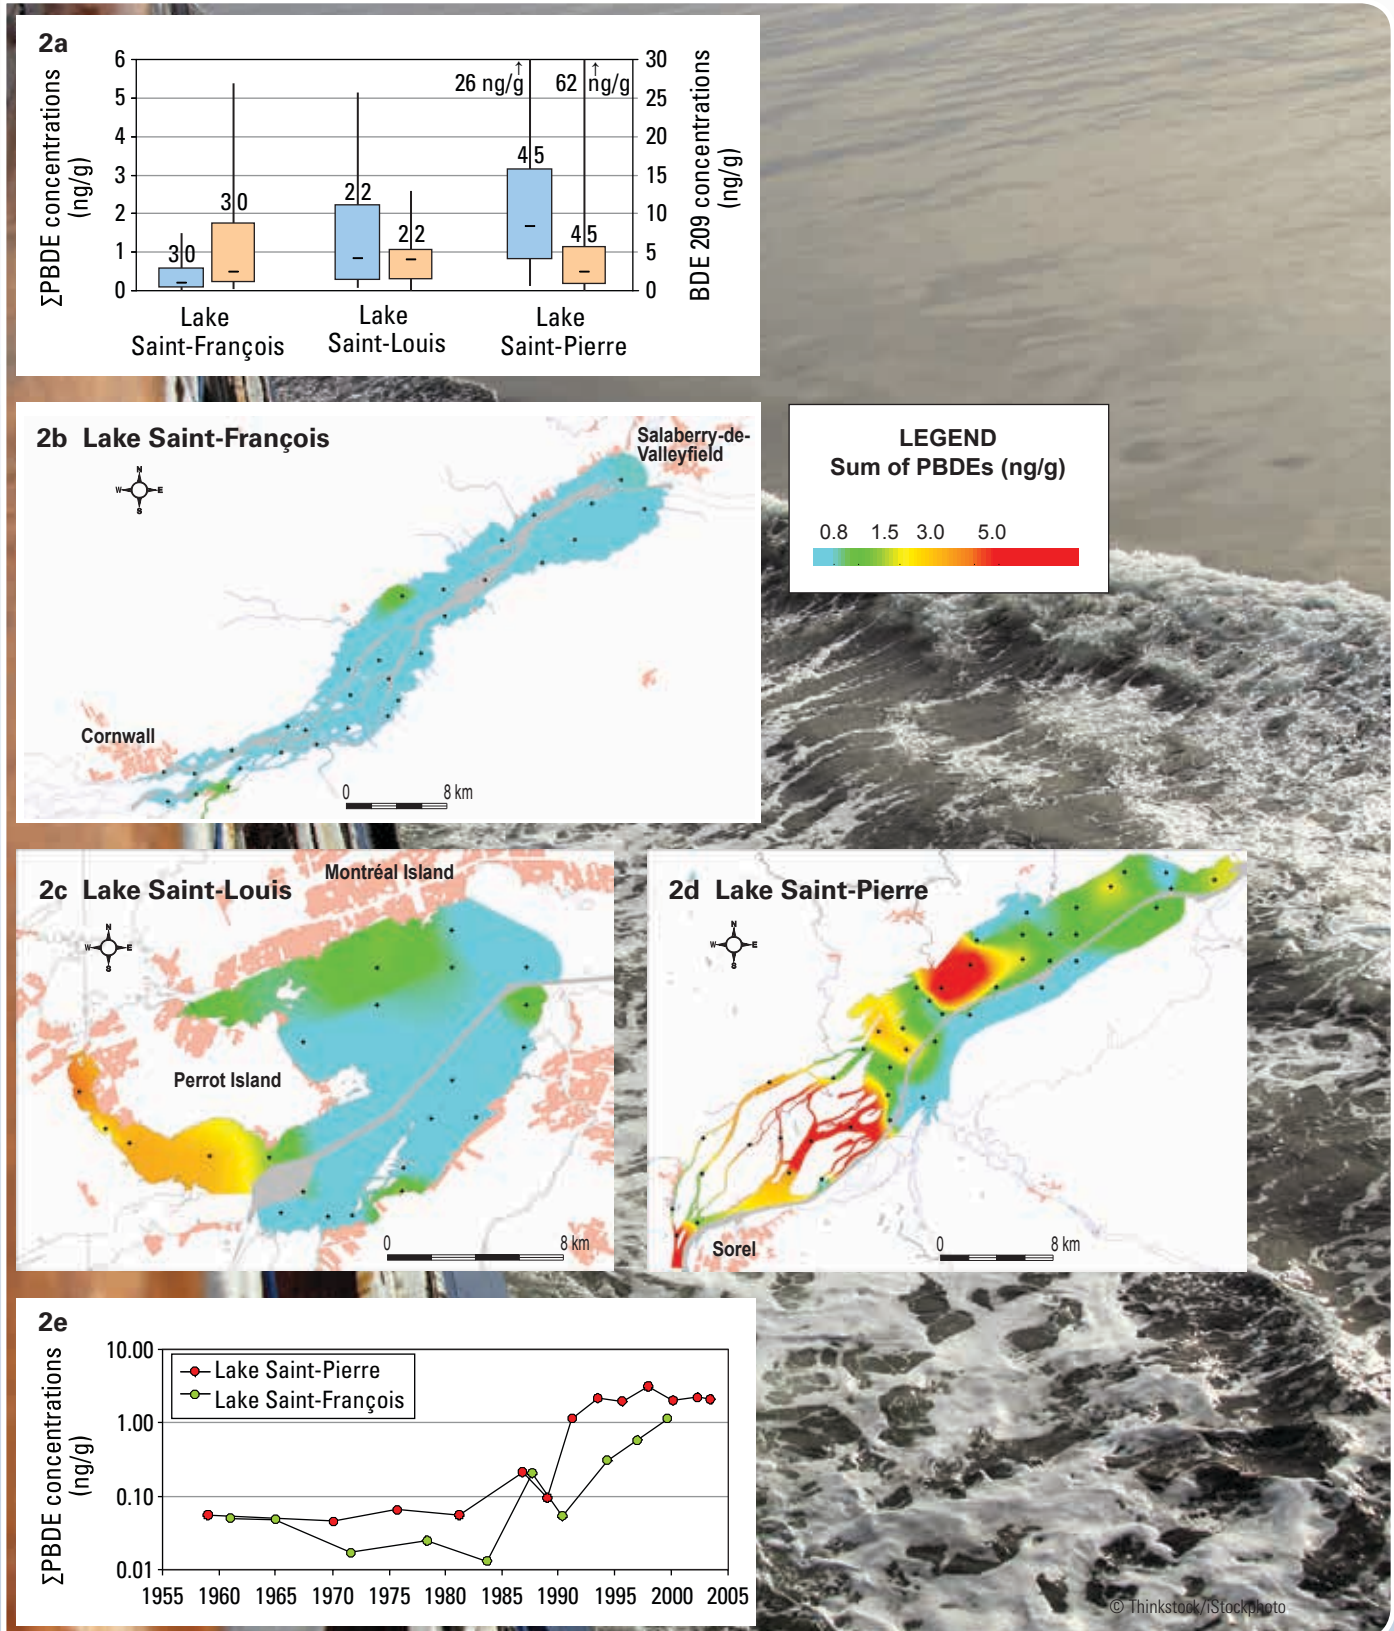 2a
ΣPBDE concentrations
(ng/g)
6
5
4
3
2
1
0
30
30
22
22
45
45
26 ng/g
62 ng/g
30
25
20
15
10
5
0
BDE 209 concentrations
(ng/g)
Lake
Saint-François
Lake
Saint-Louis
Lake
Saint-Pierre
2b Lake Saint-François
N
W E
S
Salaberry-de-
Valleyfield
Cornwall
0 8 km
LEGEND
Sum of PBDEs (ng/g)
0.8 1.5 3.0 5.0
2c Lake Saint-Louis
Montréal Island
N
W E
S
Perrot Island
0 8 km
2d Lake Saint-Pierre
N
W E
S
Sorel
0 8 km
2e
ΣPBDE concentrations
(ng/g)
10.00
1.00
0.10
0.01
Lake Saint-Pierre
Lake Saint-François
1955 1960 1965 1970 1975 1980 1985 1990 1995 2000 2005
© Thinkstock/iStockphoto